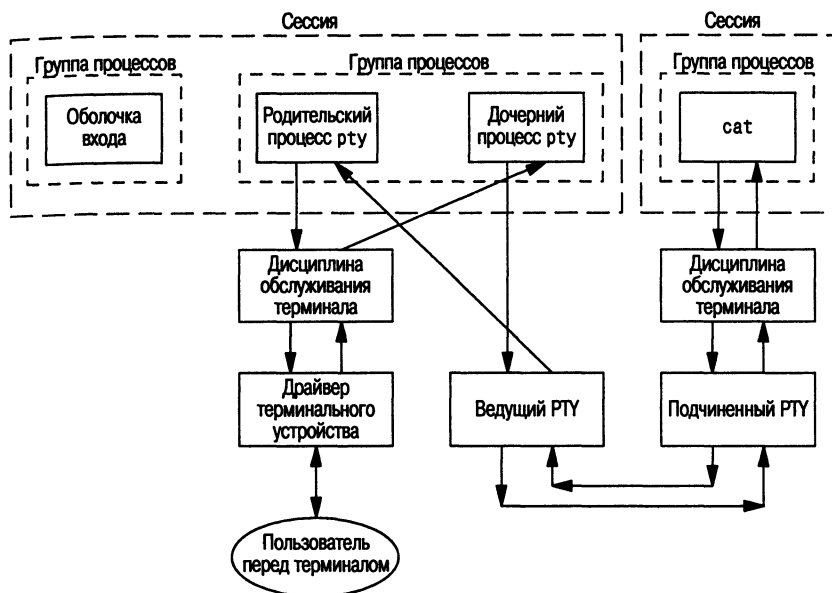 Сессия
Сессия
Группа процессов
Группа процессов
Группа процессов
Оболочка
входа
Родительский
процесс pty
Дочерний
процесс pty
cat
Дисциплина
обслуживания
терминала
Дисциплина
обслуживания
терминала
Драйвер
терминального
устройства
Ведущий PTY
Подчиненный PTY
Пользователь
перед терминалом